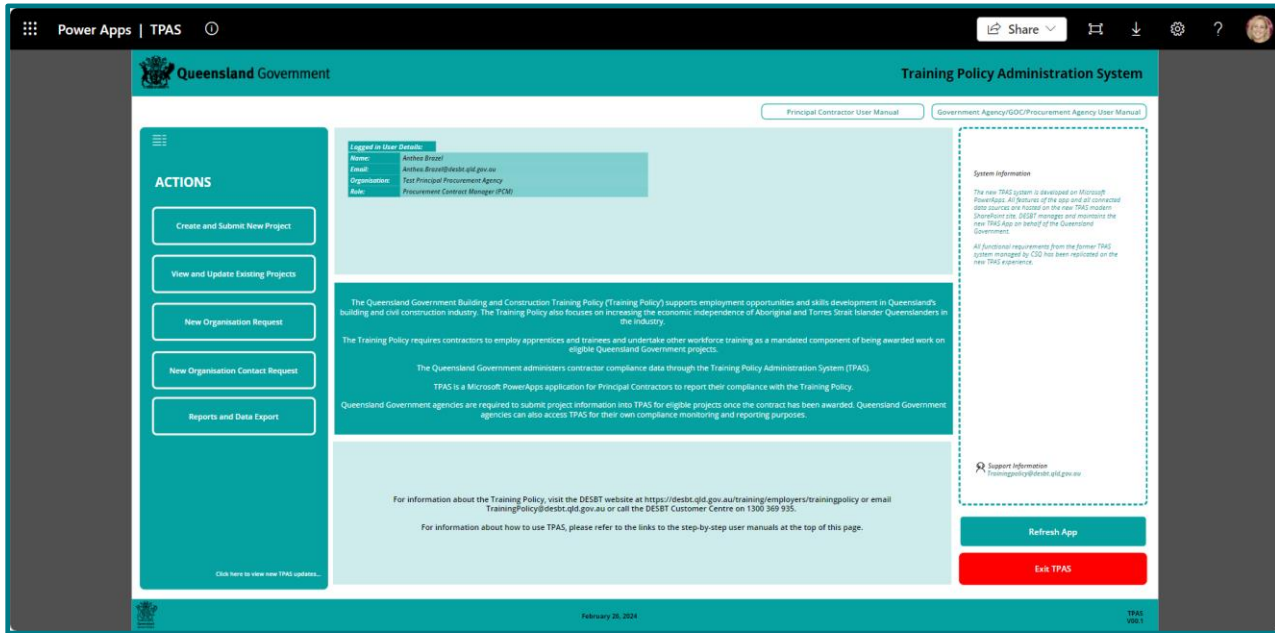 Power Apps | TPAS
Share
Queensland Government
Training Policy Administration System
Principal Contractor User Manual
Government Agency/GOC/Procurement Agency User Manual
ACTIONS
Create and Submit New Project
View and Update Existing Projects
New Organisation Request
New Organisation Contact Request
Reports and Data Export
Click here to view new TPAS updates...
Logged in User Details:
Name: Anthea Brazel
Email: Anthea.Brazel@desbt.qld.gov.au
Organisation: Test Principal Procurement Agency
Role: Procurement Contract Manager (PCM)
The Queensland Government Building and Construction Training Policy ('Training Policy') supports employment opportunities and skills development in Queensland's
building and civil construction industry. The Training Policy also focuses on increasing the economic independence of Aboriginal and Torres Strait Islander Queenslanders in
the industry.
The Training Policy requires contractors to employ apprentices and trainees and undertake other workforce training as a mandated component of being awarded work on
eligible Queensland Government projects.
The Queensland Government administers contractor compliance data through the Training Policy Administration System (TPAS).
TPAS is a Microsoft PowerApps application for Principal Contractors to report their compliance with the Training Policy.
Queensland Government agencies are required to submit project information into TPAS for eligible projects once the contract has been awarded. Queensland Government
agencies can also access TPAS for their own compliance monitoring and reporting purposes.
For information about the Training Policy, visit the DESBT website at https://desbt.qld.gov.au/training/employers/trainingpolicy or email
TrainingPolicy@desbt.qld.gov.au or call the DESBT Customer Centre on 1300 369 935.
For information about how to use TPAS, please refer to the links to the step-by-step user manuals at the top of this page.
System Information
The new TPAS system is developed on Microsoft
PowerApps. All features of the app and all connected
data sources are hosted on the new TPAS modern
SharePoint site. DESBT manages and maintains the
new TPAS App on behalf of the Queensland
Government.
All functional requirements from the former TPAS
system managed by CSQ has been replicated on the
new TPAS experience.
Support Information
Trainingpolicy@desbt.qld.gov.au
Refresh App
Exit TPAS
February 20, 2024
TPAS